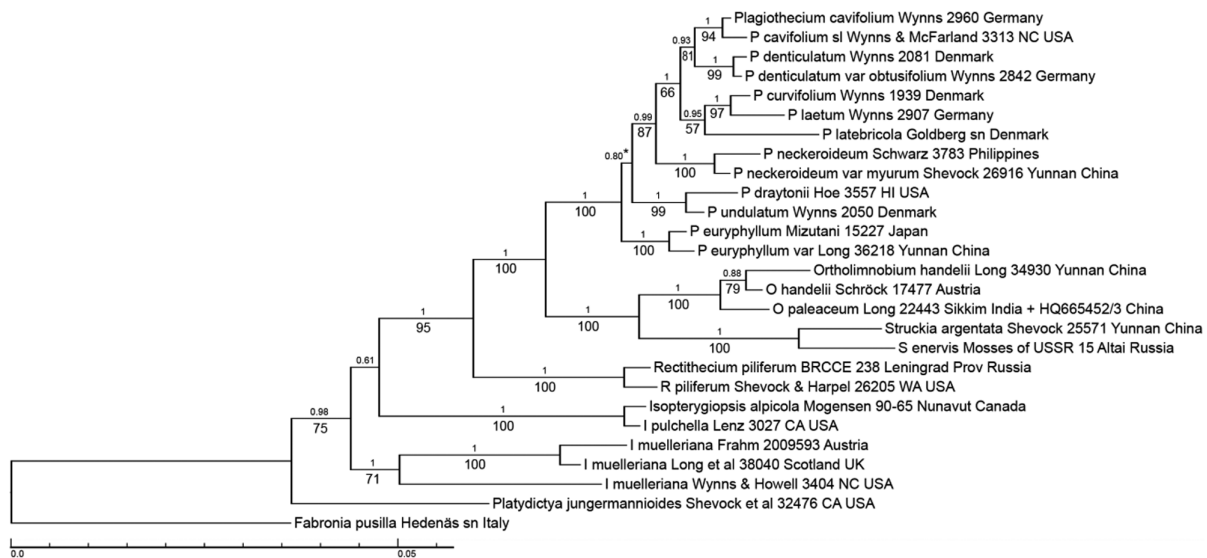 1
Plagiothecium cavifolium Wynns 2960 Germany
0.93
94
P cavifolium sl Wynns & McFarland 3313 NC USA
81
1
P denticulatum Wynns 2081 Denmark
1
99
P denticulatum var obtusifolium Wynns 2842 Germany
66
1
P curvifolium Wynns 1939 Denmark
0.99
0.95
97
P laetum Wynns 2907 Germany
87
57
P latebricola Goldberg sn Denmark
0.80*
1
P neckeroideum Schwarz 3783 Philippines
100
P neckeroideum var myurum Shevock 26916 Yunnan China
1
1
P draytonii Hoe 3557 HI USA
100
99
P undulatum Wynns 2050 Denmark
1
P euryphyllum Mizutani 15227 Japan
1
100
P euryphyllum var Long 36218 Yunnan China
100
0.88
Ortholimnobium handelii Long 34930 Yunnan China
1
79
O handelii Schröck 17477 Austria
1
100
O paleaceum Long 22443 Sikkim India + HQ665452/3 China
1
100
Struckia argentata Shevock 25571 Yunnan China
95
1
100
S enervis Mosses of USSR 15 Altai Russia
0.61
1
Rectithecium piliferum BRCCE 238 Leningrad Prov Russia
100
R piliferum Shevock & Harpel 26205 WA USA
0.98
1
Isopterygiopsis alpicola Mogensen 90-65 Nunavut Canada
75
100
I pulchella Lenz 3027 CA USA
1
I muelleriana Frahm 2009593 Austria
1
100
I muelleriana Long et al 38040 Scotland UK
71
I muelleriana Wynns & Howell 3404 NC USA
Platydictya jungermannioides Shevock et al 32476 CA USA
Fabronia pusilla Hedenäs sn Italy
0.0
0.05